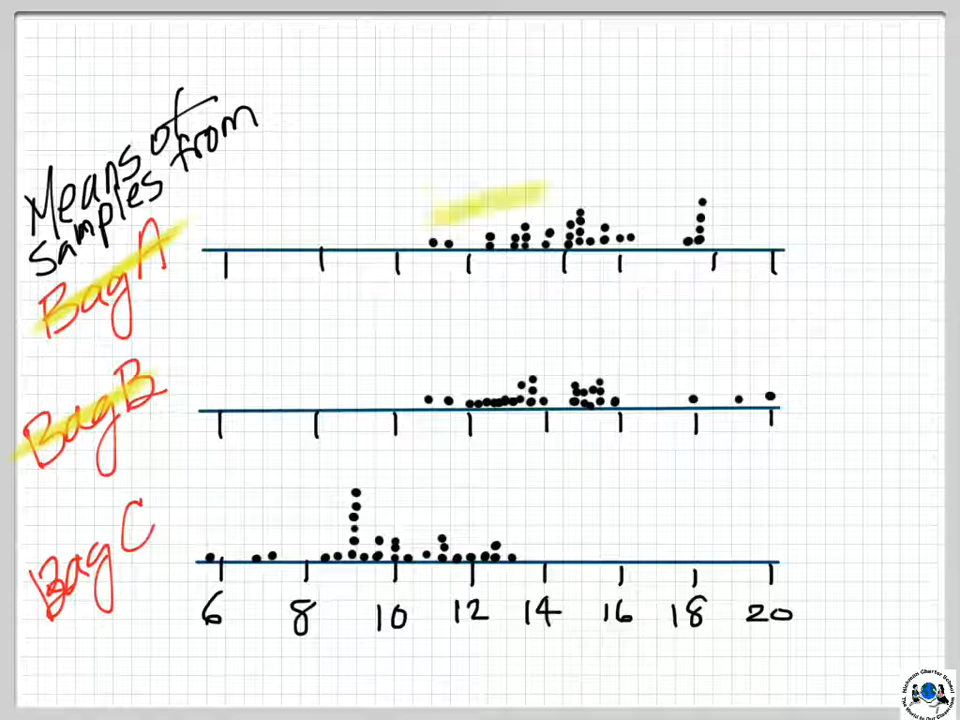 Means of
samples from
Bag A
Bag B
Bag C
6 8 10 12 14 16 18 20